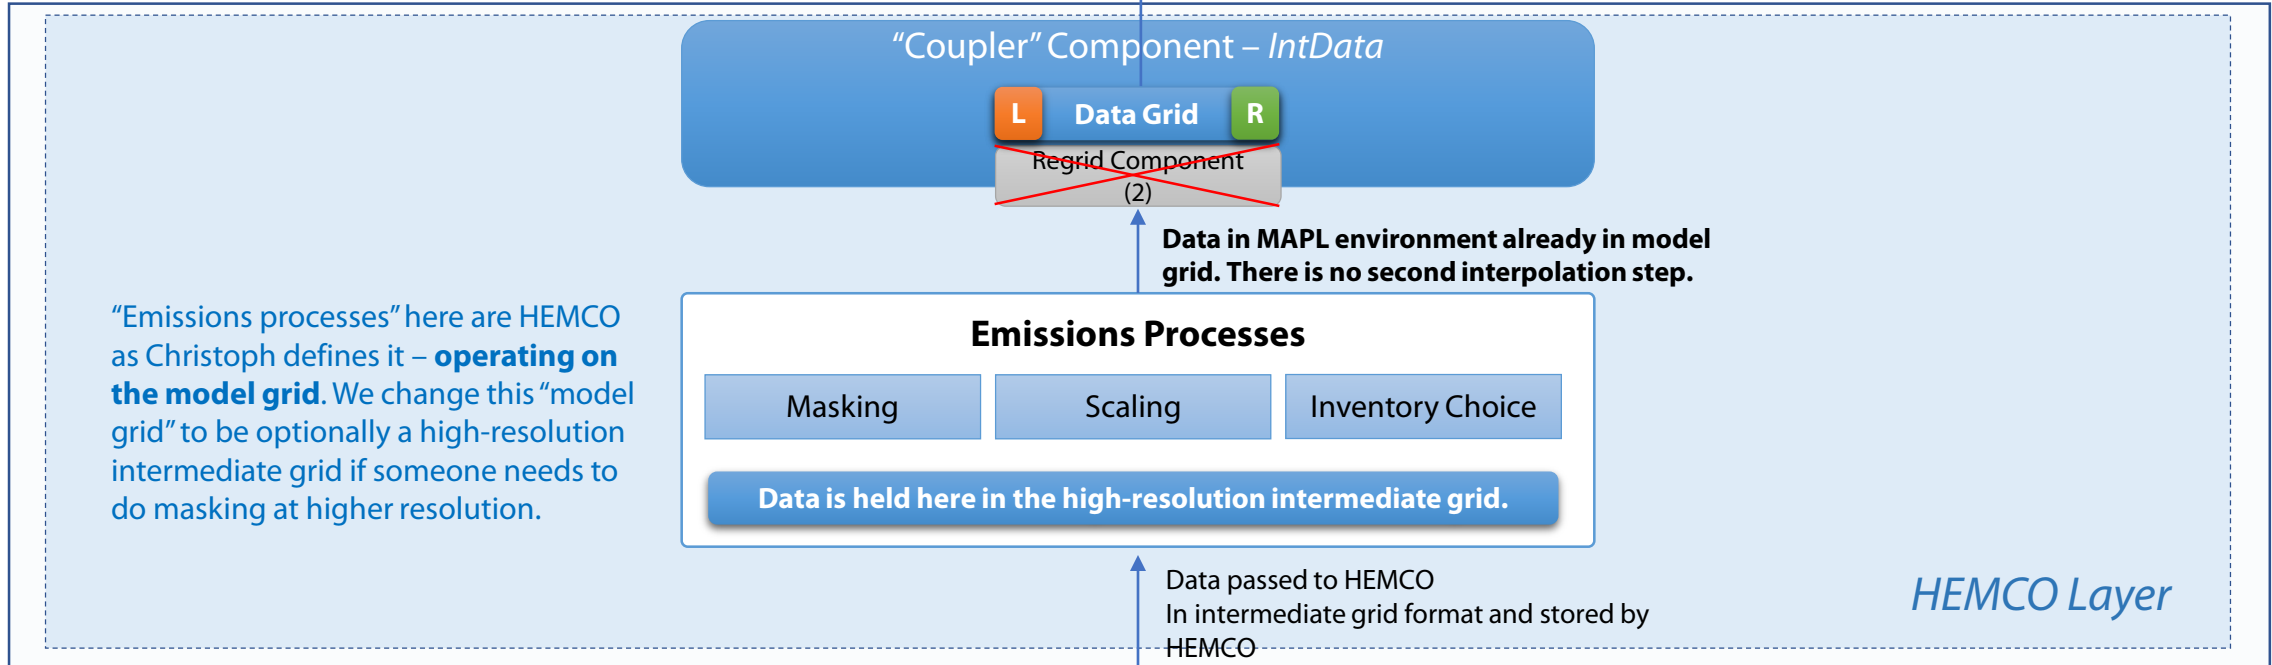 “Coupler” Component – IntData
L
Data Grid
R
Regrid Component
(2)
Data in MAPL environment already in model
grid. There is no second interpolation step.
“Emissions processes” here are HEMCO
as Christoph defines it – operating on
the model grid. We change this “model
grid” to be optionally a high-resolution
intermediate grid if someone needs to
do masking at higher resolution.
Emissions Processes
Masking
Scaling
Inventory Choice
Data is held here in the high-resolution intermediate grid.
Data passed to HEMCO
In intermediate grid format and stored by
HEMCO
HEMCO Layer